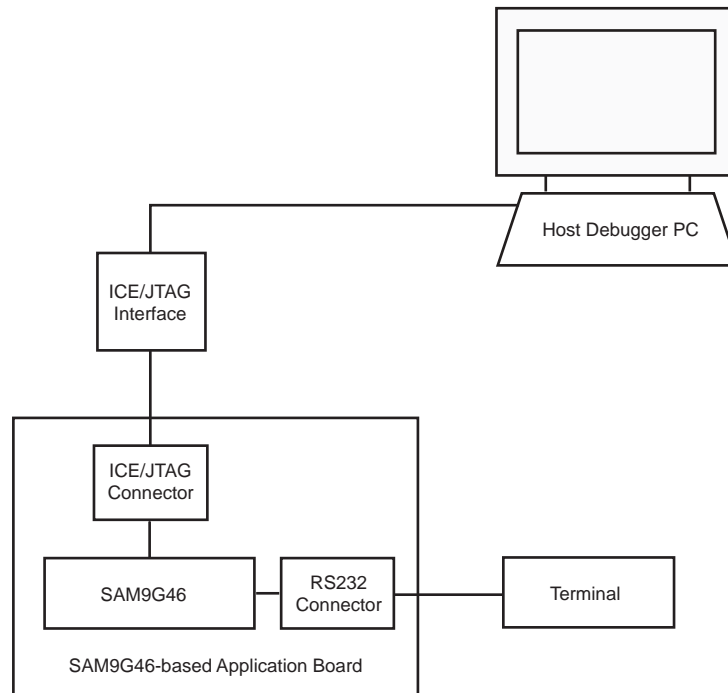 Host Debugger PC
ICE/JTAG
Interface
ICE/JTAG
Connector
SAM9G46
RS232
Connector
Terminal
SAM9G46-based Application Board